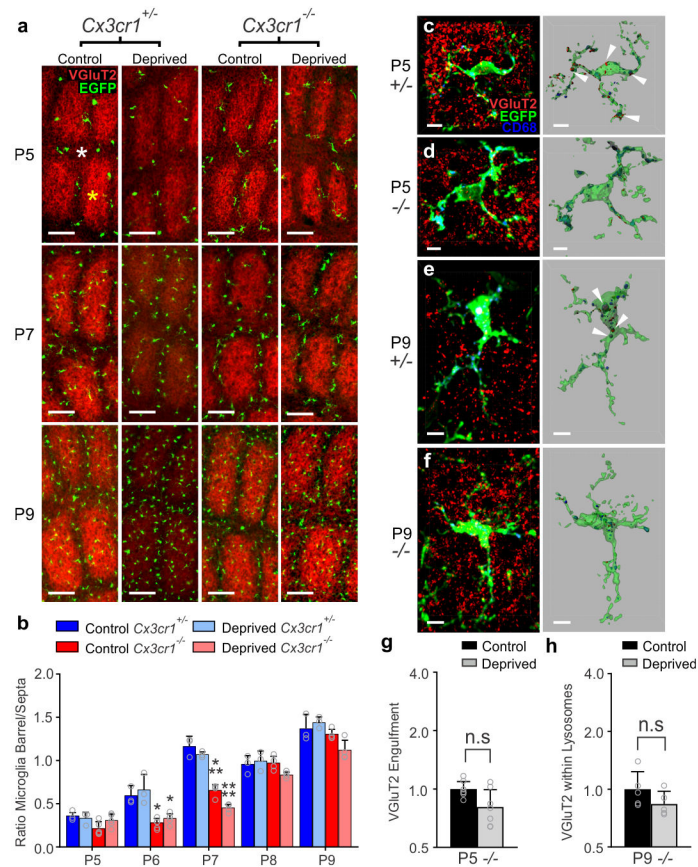 a
Cx3cr1+/-
Cx3cr1-/-
Control Deprived Control Deprived
VGluT2
EGFP
P5
*
*
P7
P9
c
P5
+/-
VGluT2
EGFP
CD68
d
P5
-/-
e
P9
+/-
f
P9
-/-
b
Control Cx3cr1+/- Deprived Cx3cr1+/-
Control Cx3cr1-/- Deprived Cx3cr1-/-
Ratio Microglia Barrel/Septa
2.0
1.5
1.0
0.5
0
* *
*
**
**
**
P5 P6 P7 P8 P9
g
Control
Deprived
VGluT2 Engulfment
4.0
2.0
1.0
0.5
n.s
P5 -/-
h
Control
Deprived
VGluT2 within Lysosomes
4.0
2.0
1.0
0.5
n.s
P9 -/-